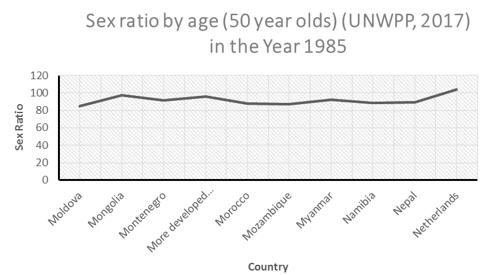 Sex ratio by age (50 year olds) (UNWPP, 2017)
in the Year 1985
120
100
80
60
40
20
0
Sex Ratio
Moldova
Mongolia
Montenegro
More developed...
Morocco
Mozambique
Myanmar
Namibia
Nepal
Netherlands
Country